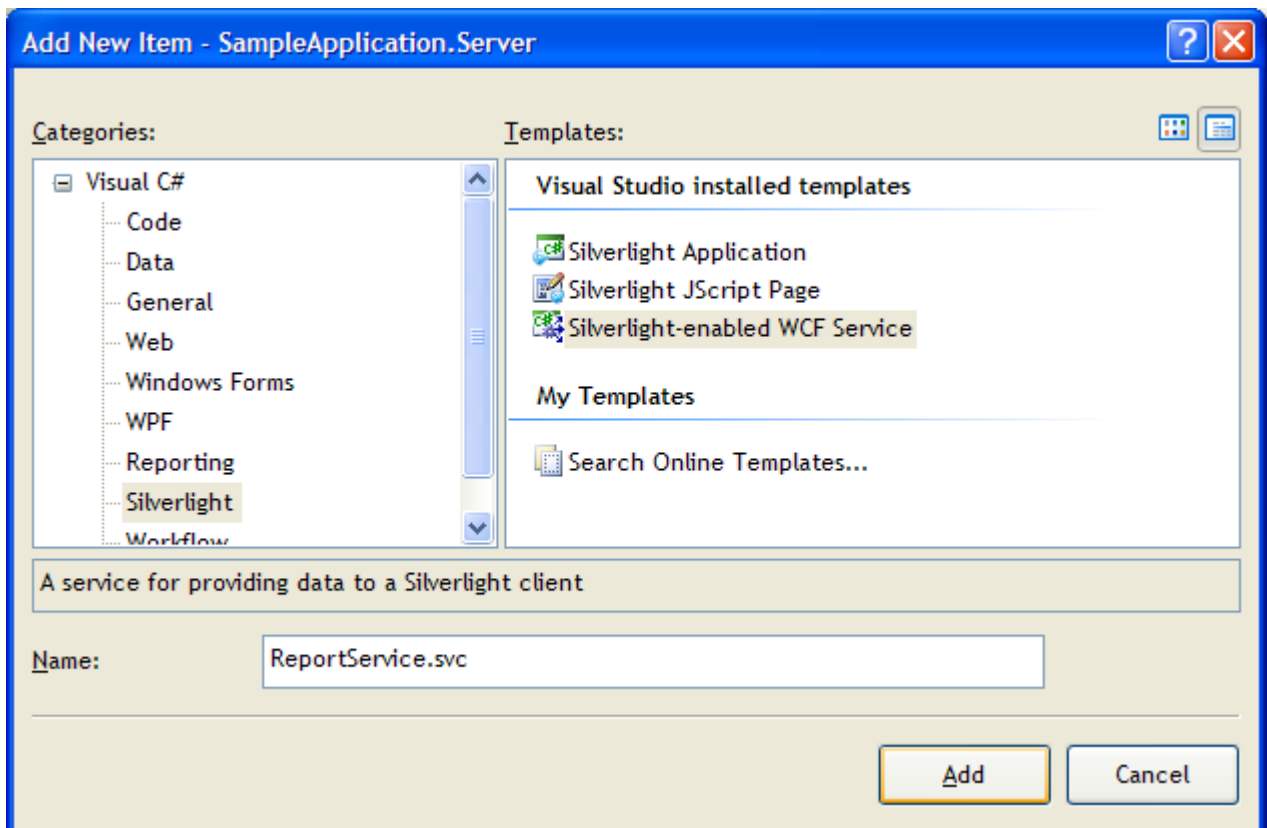 Add New Item - SampleApplication.Server
Categories:
Templates:
Visual C#
Code
Data
General
Web
Windows Forms
WPF
Reporting
Silverlight
Workflow
Visual Studio installed templates
Silverlight Application
Silverlight JScript Page
Silverlight-enabled WCF Service
My Templates
Search Online Templates...
A service for providing data to a Silverlight client
Name:
ReportService.svc
Add
Cancel